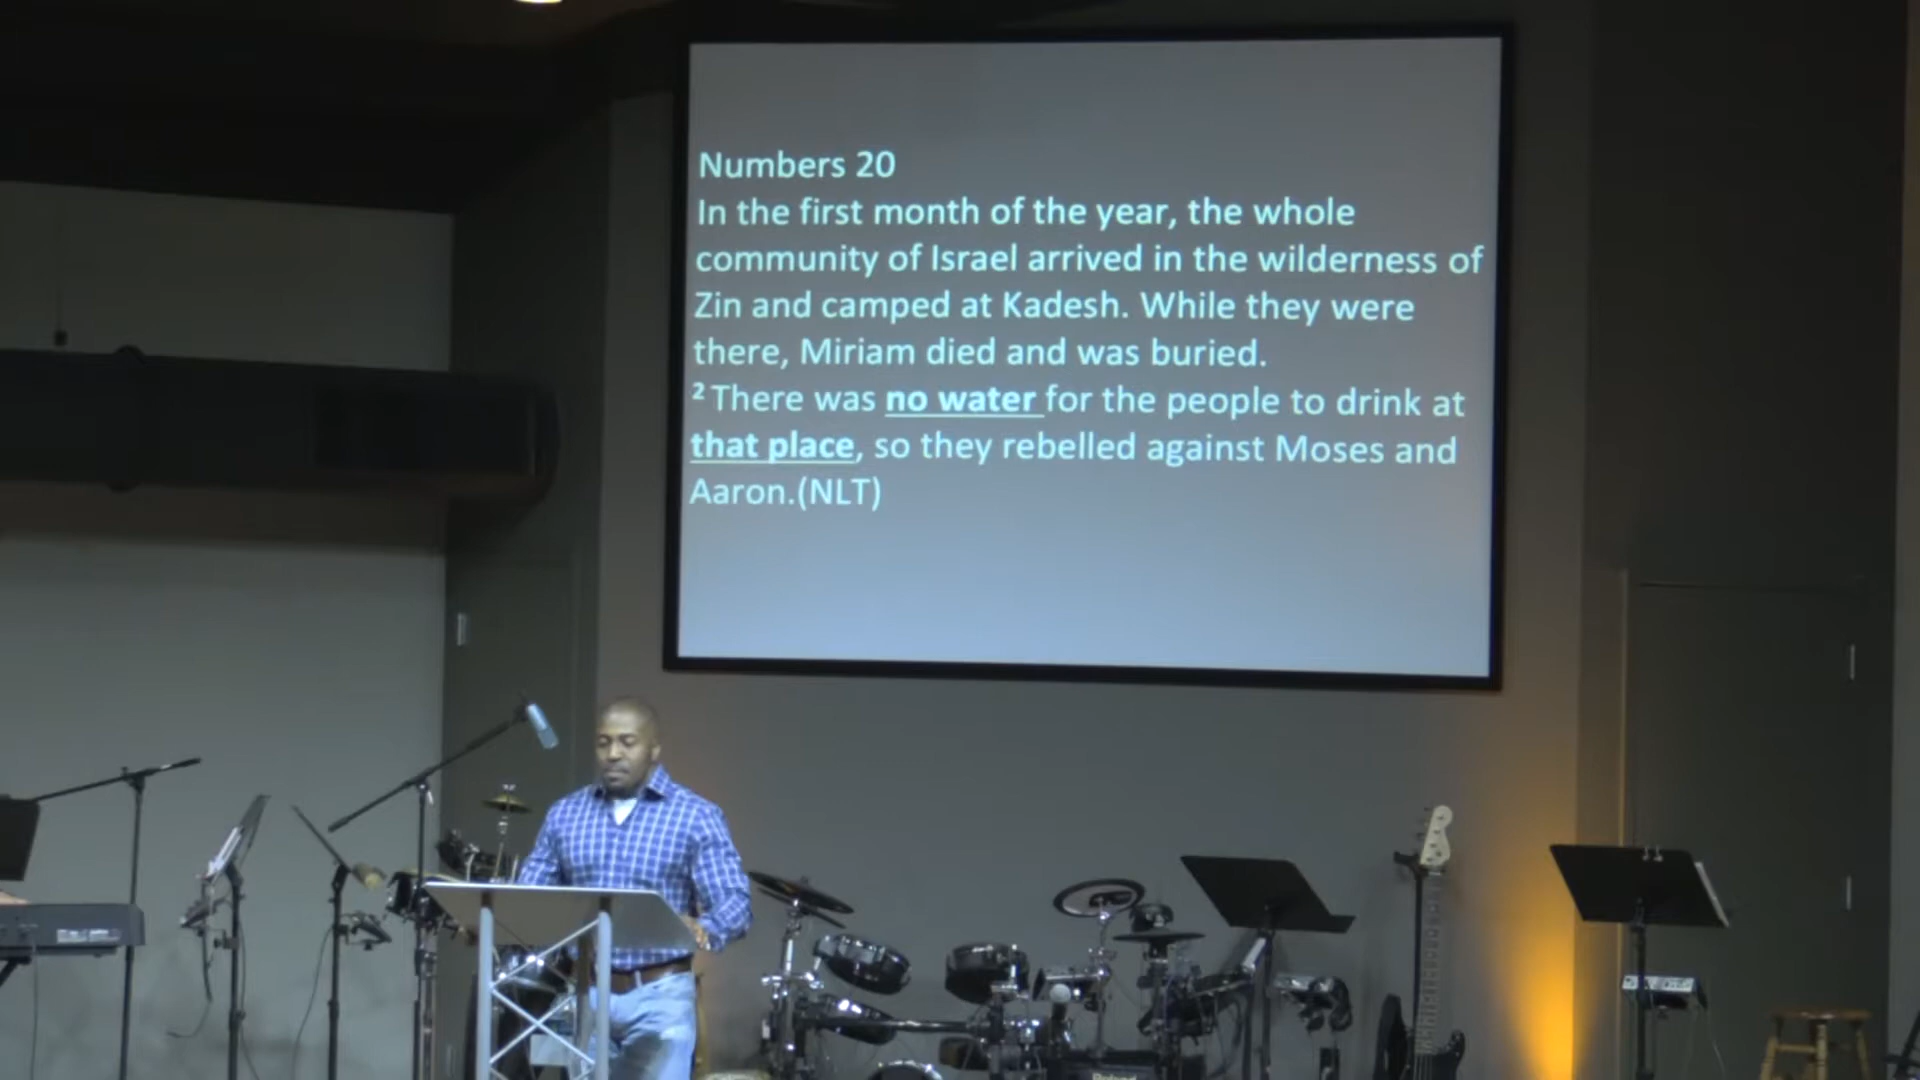 Numbers 20
In the first month of the year, the whole
community of Israel arrived in the wilderness of
Zin and camped at Kadesh. While they were
there, Miriam died and was buried.
² There was no water for the people to drink at
that place, so they rebelled against Moses and
Aaron.(NLT)
Roland